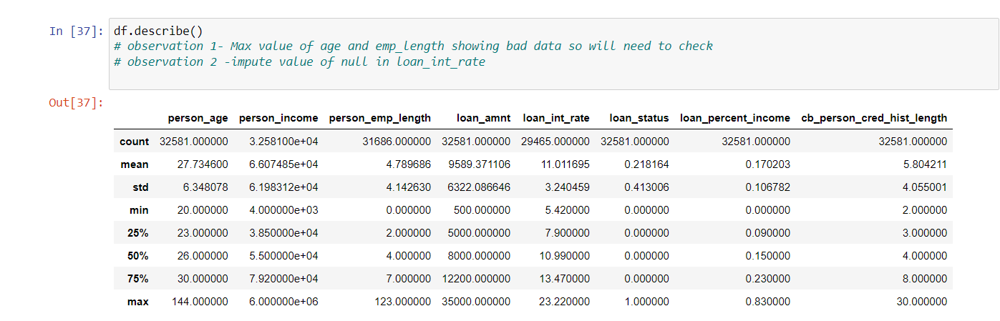 In [37]: df.describe()
# observation 1- Max value of age and emp_length showing bad data so will need to check
# observation 2 -impute value of null in loan_int_rate
Out[37]:
person_age person_income person_emp_length loan_amnt loan_int_rate loan_status loan_percent_income cb_person_cred_hist_length
count 32581.000000 3.258100e+04 31686.000000 32581.000000 29465.000000 32581.000000 32581.000000 32581.000000
mean 27.734600 6.607485e+04 4.789686 9589.371106 11.011695 0.218164 0.170203 5.804211
std 6.348078 6.198312e+04 4.142630 6322.086646 3.240459 0.413006 0.106782 4.055001
min 20.000000 4.000000e+03 0.000000 500.000000 5.420000 0.000000 0.000000 2.000000
25% 23.000000 3.850000e+04 2.000000 5000.000000 7.900000 0.000000 0.090000 3.000000
50% 26.000000 5.500000e+04 4.000000 8000.000000 10.990000 0.000000 0.150000 4.000000
75% 30.000000 7.920000e+04 7.000000 12200.000000 13.470000 0.000000 0.230000 8.000000
max 144.000000 6.000000e+06 123.000000 35000.000000 23.220000 1.000000 0.830000 30.000000